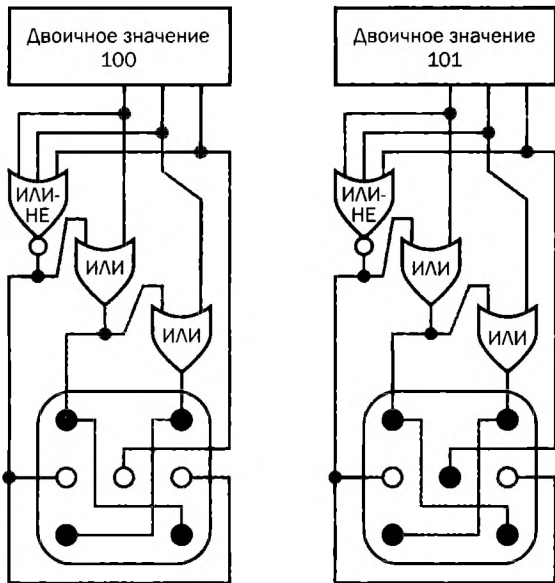 Двоичное значение
100
ИЛИ-
НЕ
ИЛИ
ИЛИ
Двоичное значение
101
ИЛИ-
НЕ
ИЛИ
ИЛИ